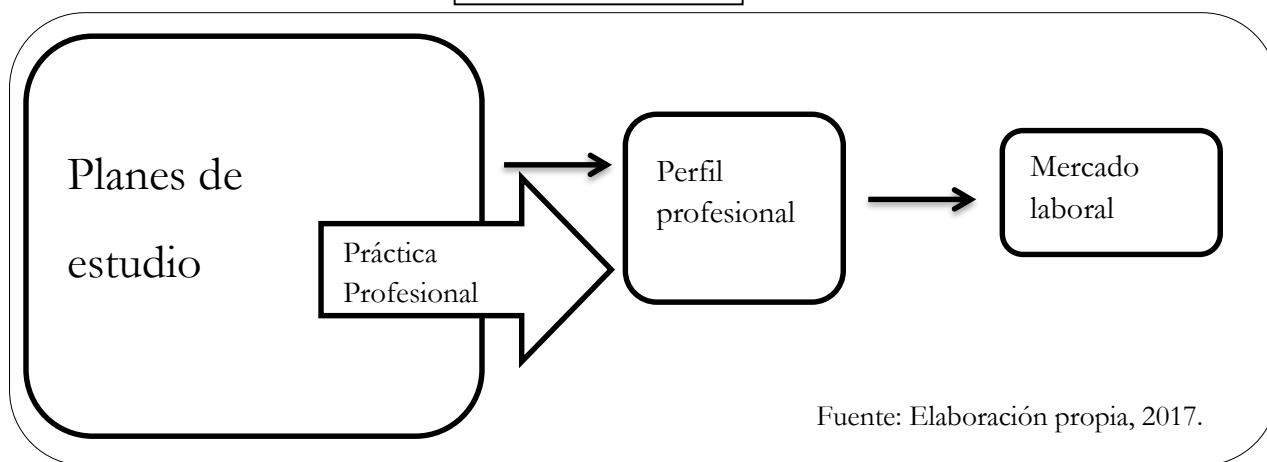 Planes de
estudio
Práctica
Profesional
Perfil
profesional
Mercado
laboral
Fuente: Elaboración propia, 2017.